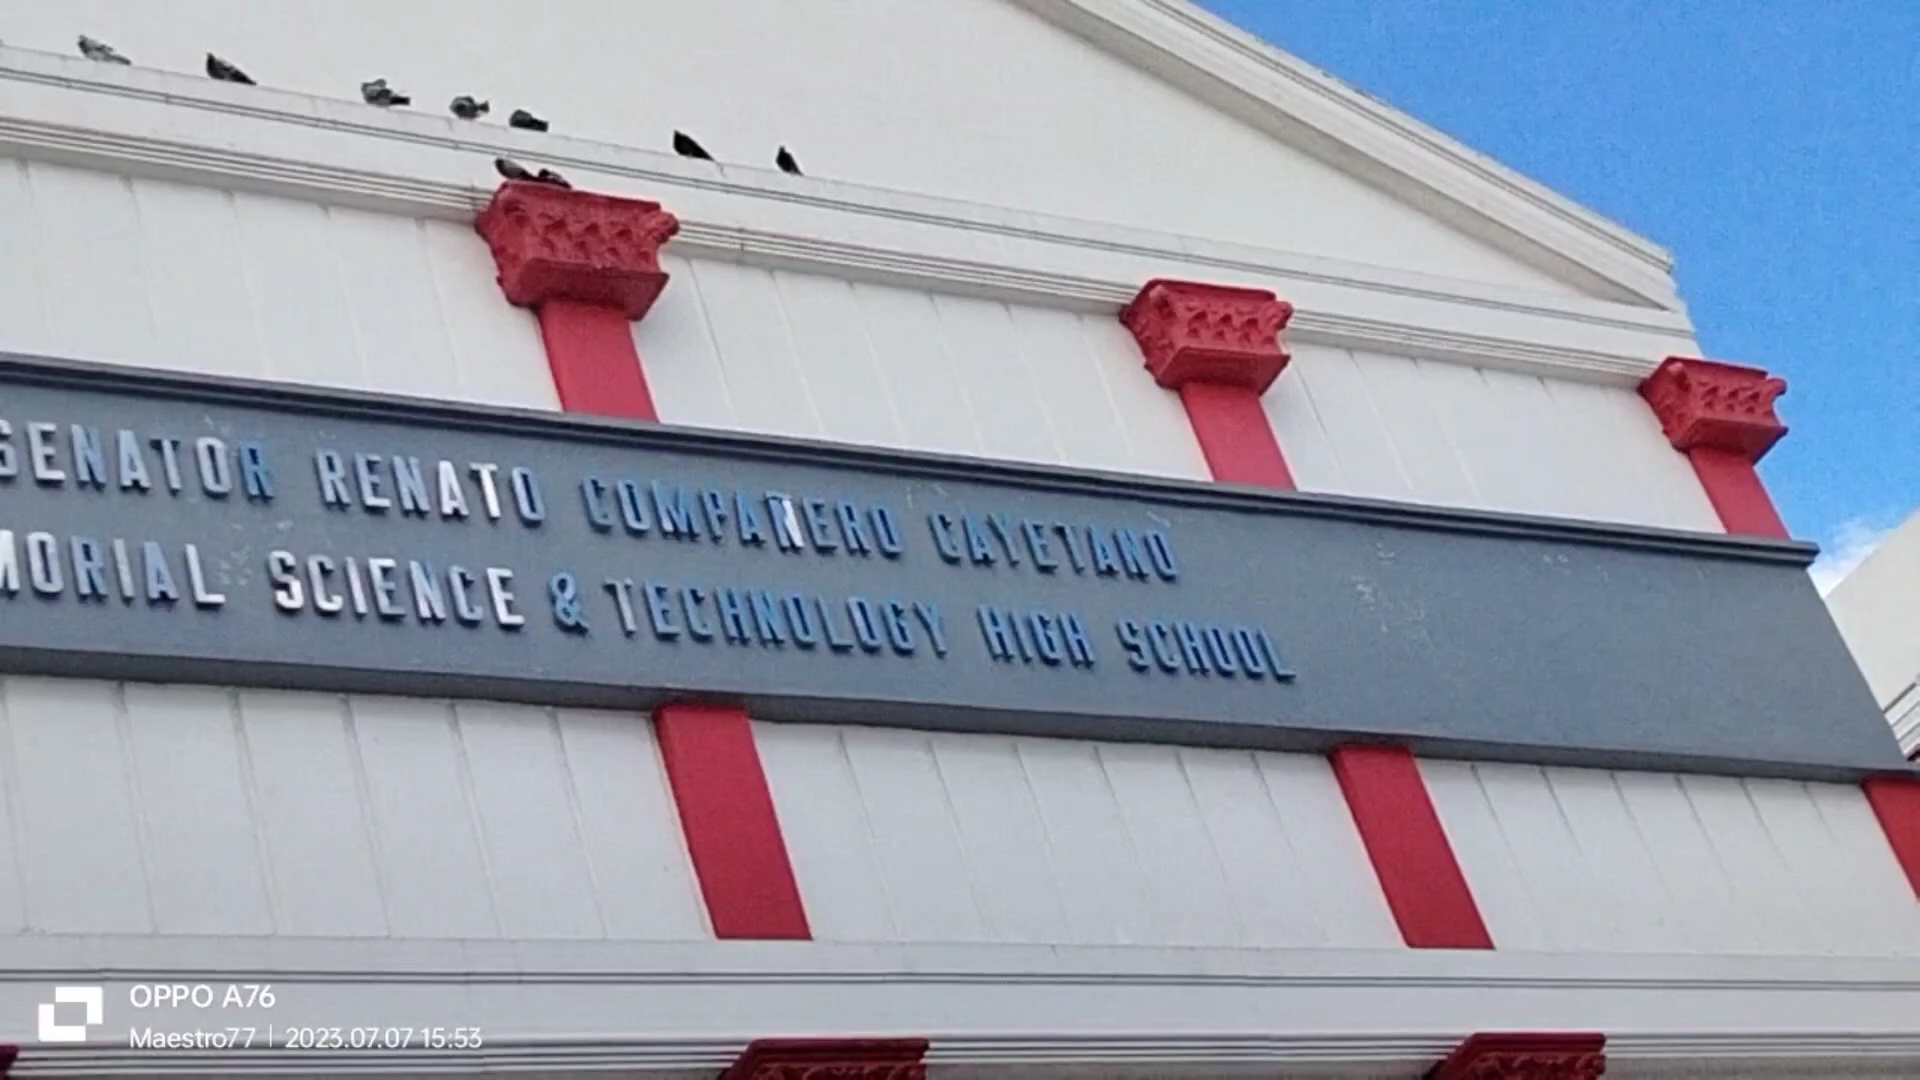 SENATOR RENATO COMPAÑERO CAYETANO
MORIAL SCIENCE & TECHNOLOGY HIGH SCHOOL
OPPO A76
Maestro77 | 2023.07.07 15:53